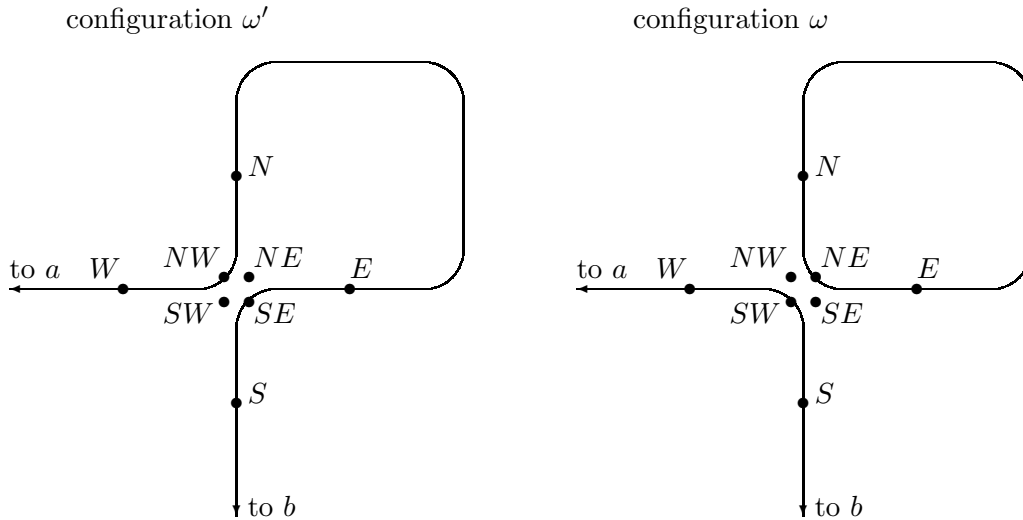 configuration ω′
configuration ω
N
N
to a
W
NW
NE
E
to a
W
NW
NE
E
SW
SE
SW
SE
S
S
to b
to b